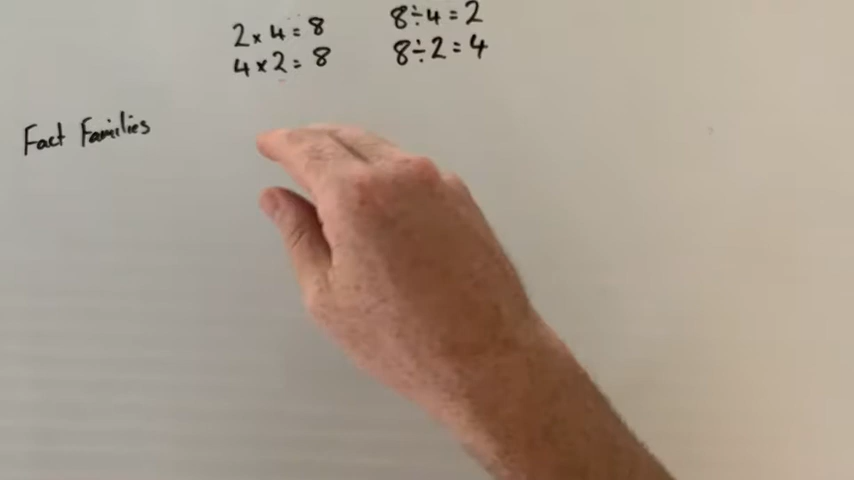 2 × 4 = 8
8 ÷ 4 = 2
4 × 2 = 8
8 ÷ 2 = 4
Fact Families